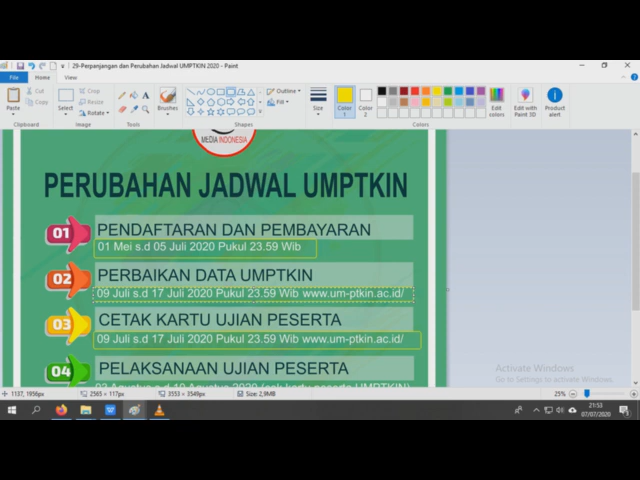 29-Perpanjangan dan Perubahan Jadwal UMPTKIN 2020 - Paint
File Home View
Paste
Cut
Copy
Clipboard
Select
Crop
Resize
Rotate
Image
Tools
Brushes
Shapes
Outline
Fill
Size
Color 1
Color 2
Colors
Edit colors
Edit with Paint 3D
Product alert
MEDIA INDONESIA
PERUBAHAN JADWAL UMPTKIN
01 PENDAFTARAN DAN PEMBAYARAN
01 Mei s.d 05 Juli 2020 Pukul 23.59 Wib
02 PERBAIKAN DATA UMPTKIN
09 Juli s.d 17 Juli 2020 Pukul 23.59 Wib www.um-ptkin.ac.id/
03 CETAK KARTU UJIAN PESERTA
09 Juli s.d 17 Juli 2020 Pukul 23.59 Wib www.um-ptkin.ac.id/
04 PELAKSANAAN UJIAN PESERTA
Activate Windows
Go to Settings to activate Windows.
1137, 1956px
2565 × 117px
3553 × 3549px
Size: 2,9MB
25%
21:53
07/07/2020